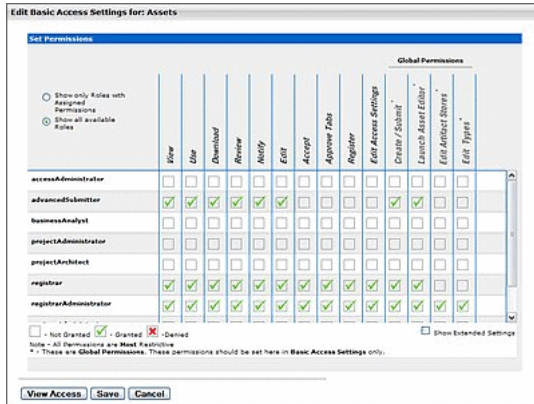 Edit Basic Access Settings for: Assets
Set Permissions
Global Permissions
Show only Roles with
Assigned
Permissions
Show all available
Roles
View
Use
Download
Review
Notify
Edit
Accept
Approve Tabs
Register
Edit Access Settings
Create / Submit*
Launch Asset Editor*
Edit Artifact Stores*
Edit Types*
accessAdministrator
advancedSubmitter
businessAnalyst
projectAdministrator
projectArchitect
registrar
registrarAdministrator
- Not Granted - Granted -Denied
Show Extended Settings
Note - All Permissions are Most Restrictive
* - These are Global Permissions. These permissions should be set here in Basic Access Settings only.
View Access Save Cancel